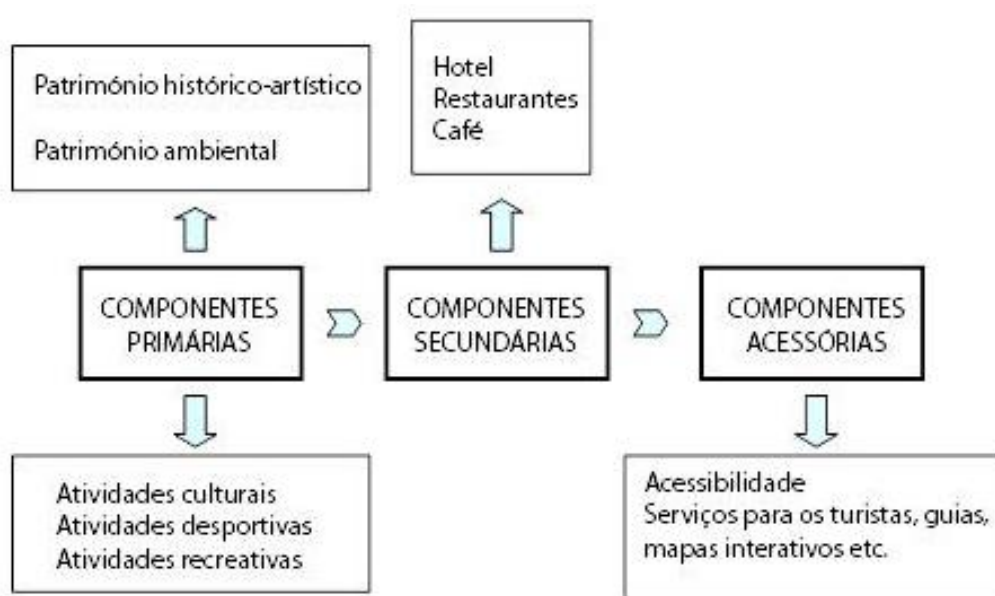 Património histórico-artístico
Património ambiental
Hotel
Restaurantes
Café
COMPONENTES
PRIMÁRIAS
COMPONENTES
SECUNDÁRIAS
COMPONENTES
ACESSÓRIAS
Atividades culturais
Atividades desportivas
Atividades recreativas
Acessibilidade
Serviços para os turistas, guias,
mapas interativos etc.